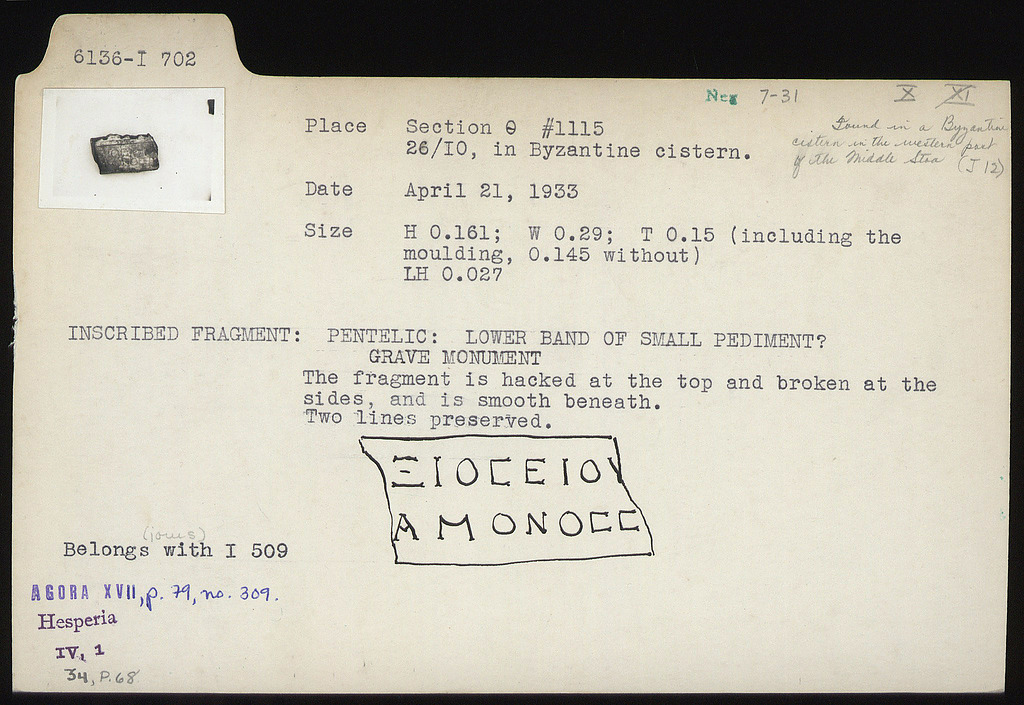 6136-I 702
Neg 7-31 X XI
Place Section Θ #1115
26/IO, in Byzantine cistern.
Found in a Byzantine
cistern in the western part
of the Middle Stoa (J 12)
Date April 21, 1933
Size H 0.161; W 0.29; T 0.15 (including the
moulding, 0.145 without)
LH 0.027
INSCRIBED FRAGMENT: PENTELIC: LOWER BAND OF SMALL PEDIMENT?
GRAVE MONUMENT
The fragment is hacked at the top and broken at the
sides, and is smooth beneath.
Two lines preserved.
ΞΙΟΣΕΙΟΥ
ΑΜΟΝΟΣΣ
(joins)
Belongs with I 509
AGORA XVII, p. 79, no. 309.
Hesperia
IV, 1
34, P.68